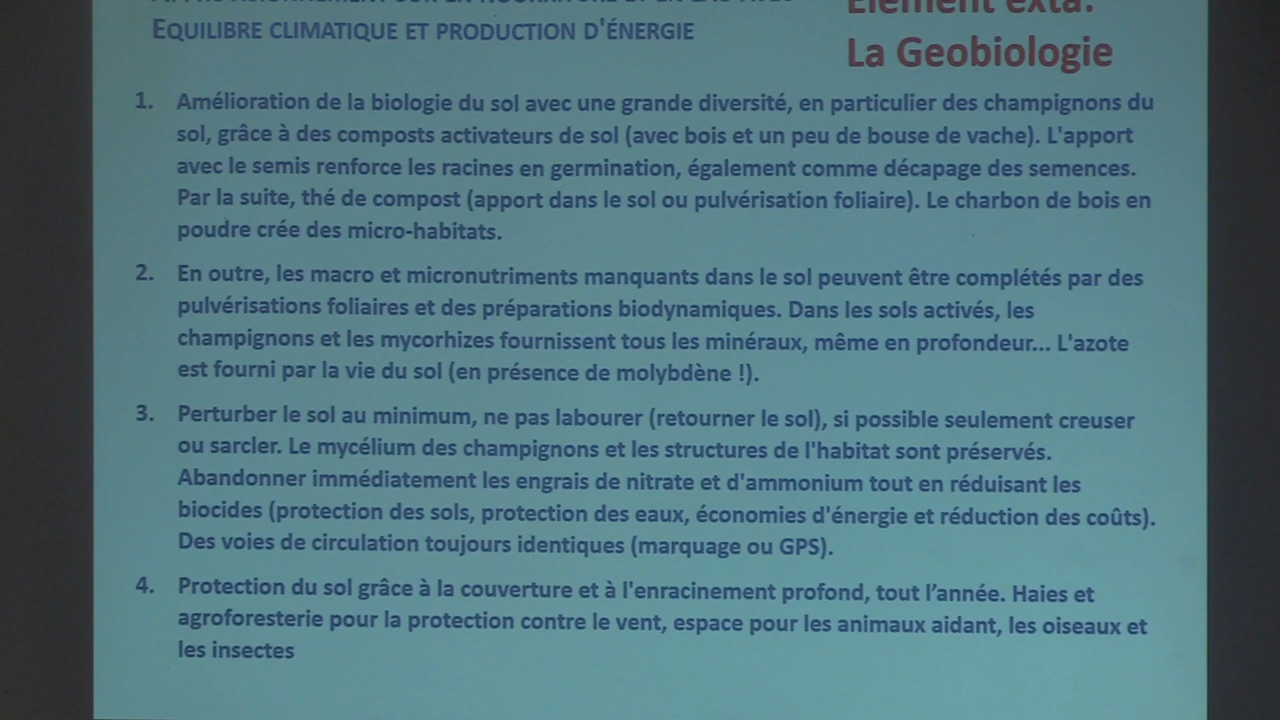 EQUILIBRE CLIMATIQUE ET PRODUCTION D'ÉNERGIE
Elément exta:
La Geobiologie
1. Amélioration de la biologie du sol avec une grande diversité, en particulier des champignons du
sol, grâce à des composts activateurs de sol (avec bois et un peu de bouse de vache). L'apport
avec le semis renforce les racines en germination, également comme décapage des semences.
Par la suite, thé de compost (apport dans le sol ou pulvérisation foliaire). Le charbon de bois en
poudre crée des micro-habitats.
2. En outre, les macro et micronutriments manquants dans le sol peuvent être complétés par des
pulvérisations foliaires et des préparations biodynamiques. Dans les sols activés, les
champignons et les mycorhizes fournissent tous les minéraux, même en profondeur... L'azote
est fourni par la vie du sol (en présence de molybdène !).
3. Perturber le sol au minimum, ne pas labourer (retourner le sol), si possible seulement creuser
ou sarcler. Le mycélium des champignons et les structures de l'habitat sont préservés.
Abandonner immédiatement les engrais de nitrate et d'ammonium tout en réduisant les
biocides (protection des sols, protection des eaux, économies d'énergie et réduction des coûts).
Des voies de circulation toujours identiques (marquage ou GPS).
4. Protection du sol grâce à la couverture et à l'enracinement profond, tout l’année. Haies et
agroforesterie pour la protection contre le vent, espace pour les animaux aidant, les oiseaux et
les insectes